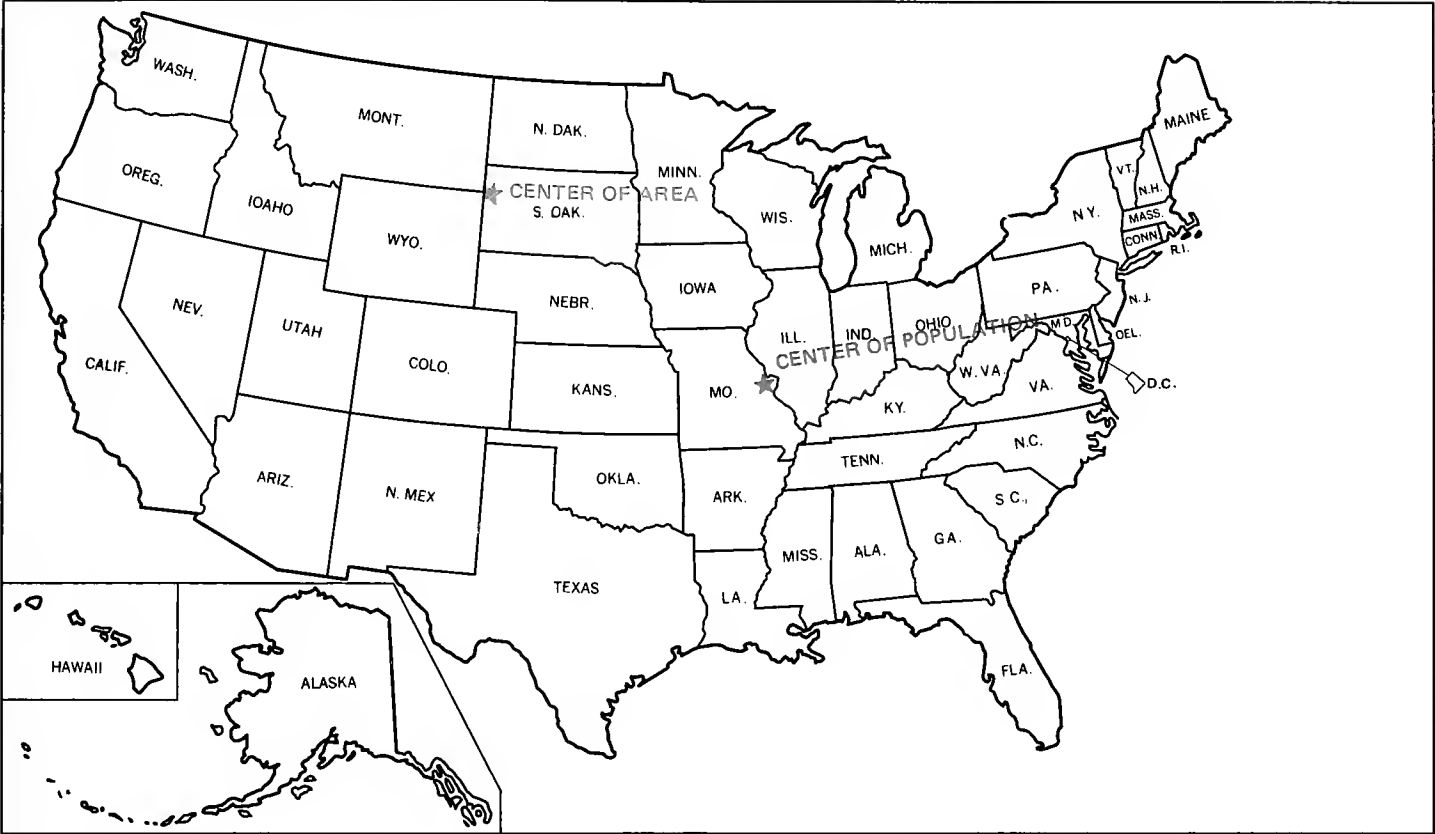 WASH.
MONT.
N. DAK.
MINN.
MAINE
VT.
N.H.
OREG.
IOAHO
CENTER OF AREA
S. OAK.
WIS.
MICH.
N Y.
MASS.
CONN.
R.I.
WYO.
NEV.
UTAH
NEBR.
IOWA
PA.
N. J.
ILL.
IND.
OHIO
M D.
OEL.
CENTER OF POPULATION
CALIF.
COLO.
KANS.
MO.
W. VA.
VA.
D.C.
KY.
ARIZ.
N. MEX
OKLA.
ARK.
TENN.
N.C.
S C.,
MISS.
ALA.
GA.
TEXAS
LA.
FLA.
HAWAII
ALASKA